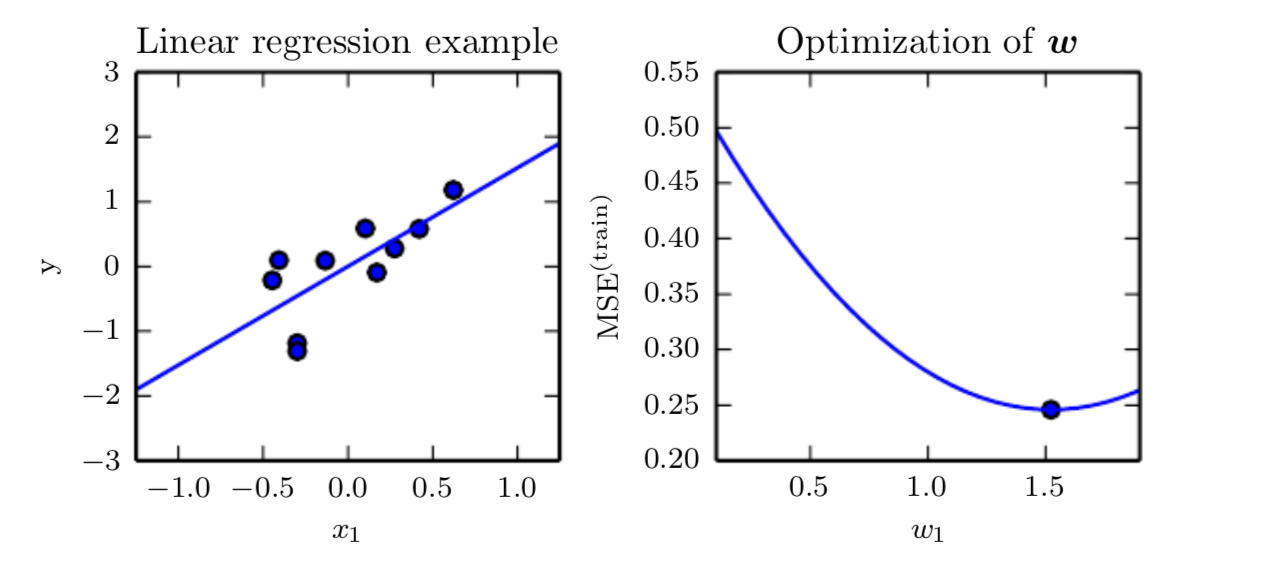 Linear regression example
3
2
1
0
−1
−2
−3
y
−1.0 −0.5 0.0 0.5 1.0
x₁
Optimization of w
0.55
0.50
0.45
0.40
0.35
0.30
0.25
0.20
MSE(train)
0.5 1.0 1.5
w₁